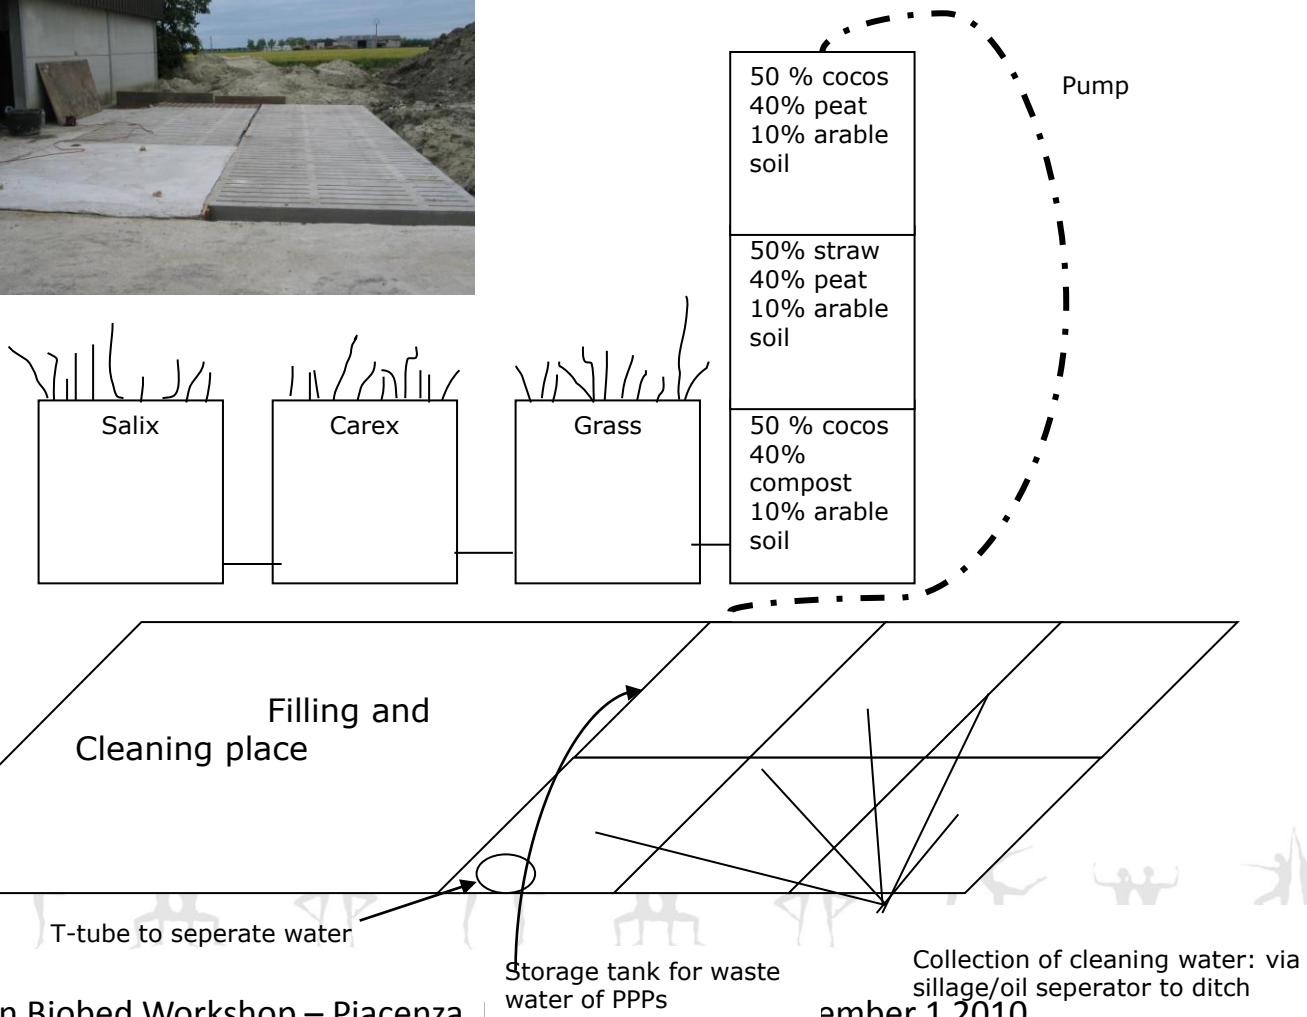 50 % cocos
40% peat
10% arable
soil
Pump
50% straw
40% peat
10% arable
soil
Salix
Carex
Grass
50 % cocos
40%
compost
10% arable
soil
Filling and
Cleaning place
T-tube to seperate water
Storage tank for waste
water of PPPs
Collection of cleaning water: via
sillage/oil seperator to ditch
Biobed Workshop – Piacenza
1 2010